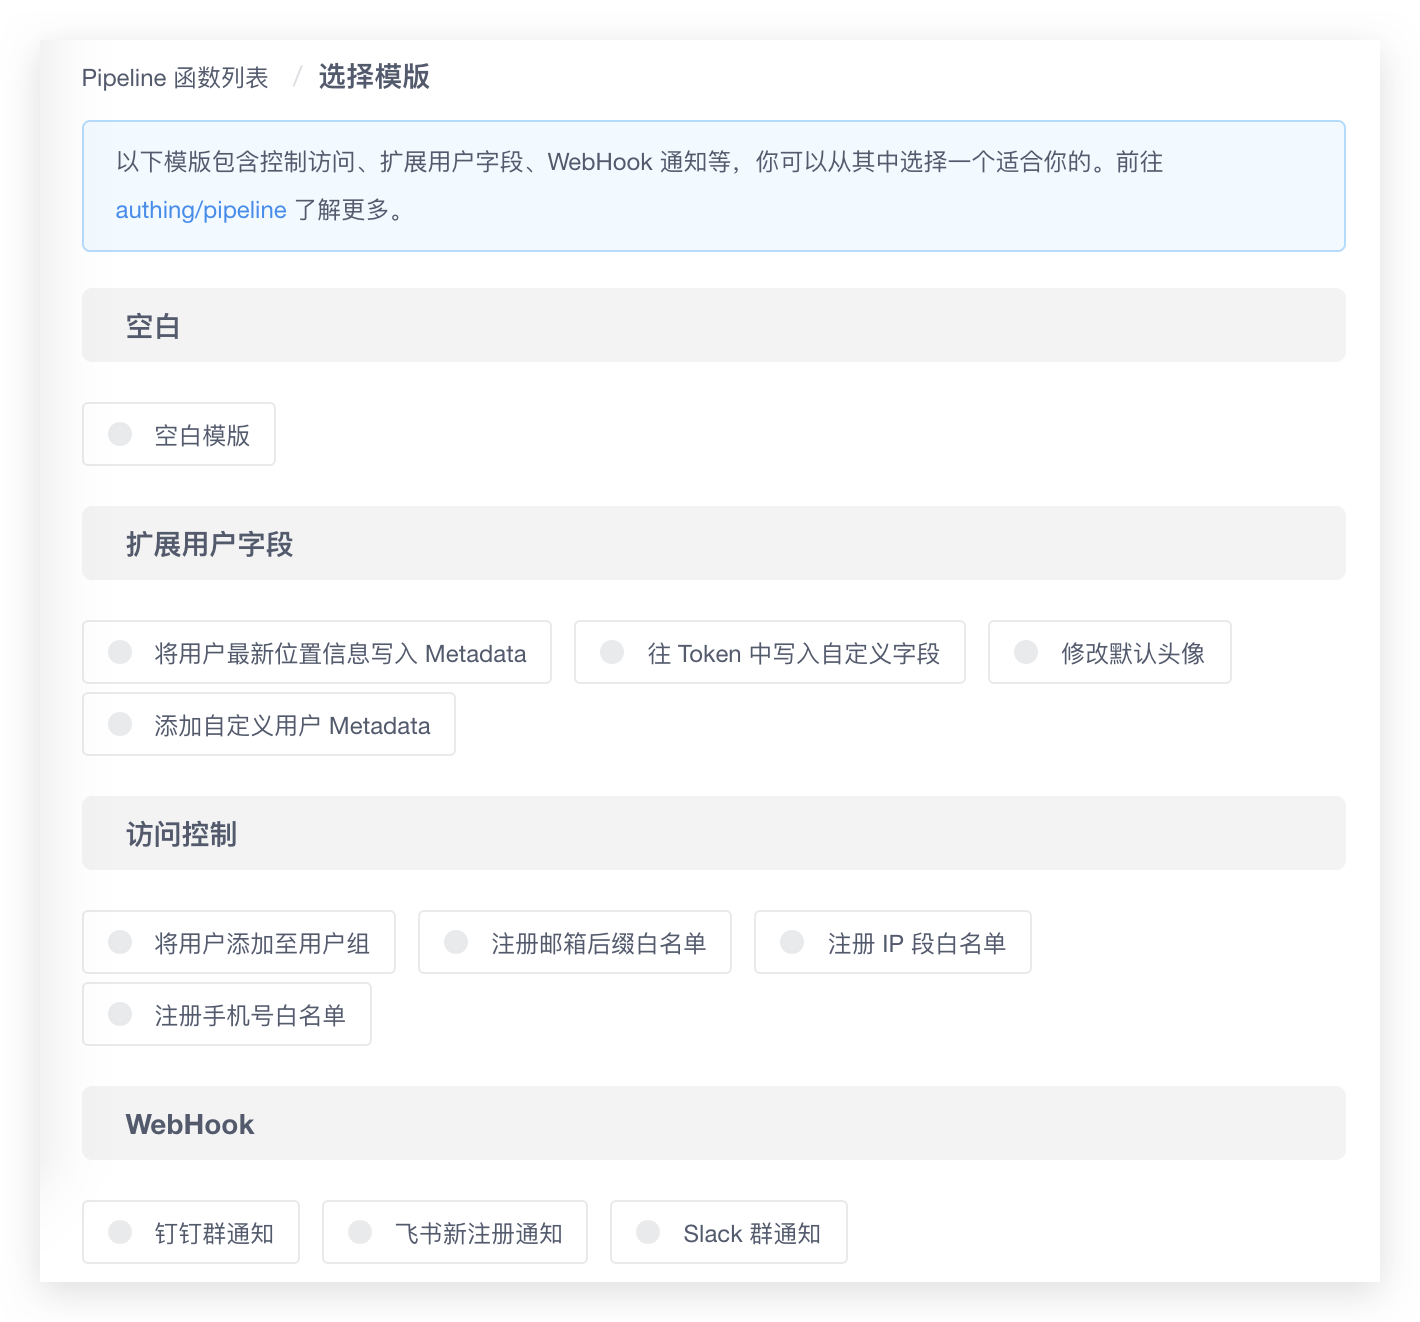 Pipeline 函数列表 / 选择模版
以下模版包含控制访问、扩展用户字段、WebHook 通知等，你可以从其中选择一个适合你的。前往
authing/pipeline 了解更多。
空白
空白模版
扩展用户字段
将用户最新位置信息写入 Metadata
往 Token 中写入自定义字段
修改默认头像
添加自定义用户 Metadata
访问控制
将用户添加至用户组
注册邮箱后缀白名单
注册 IP 段白名单
注册手机号白名单
WebHook
钉钉群通知
飞书新注册通知
Slack 群通知